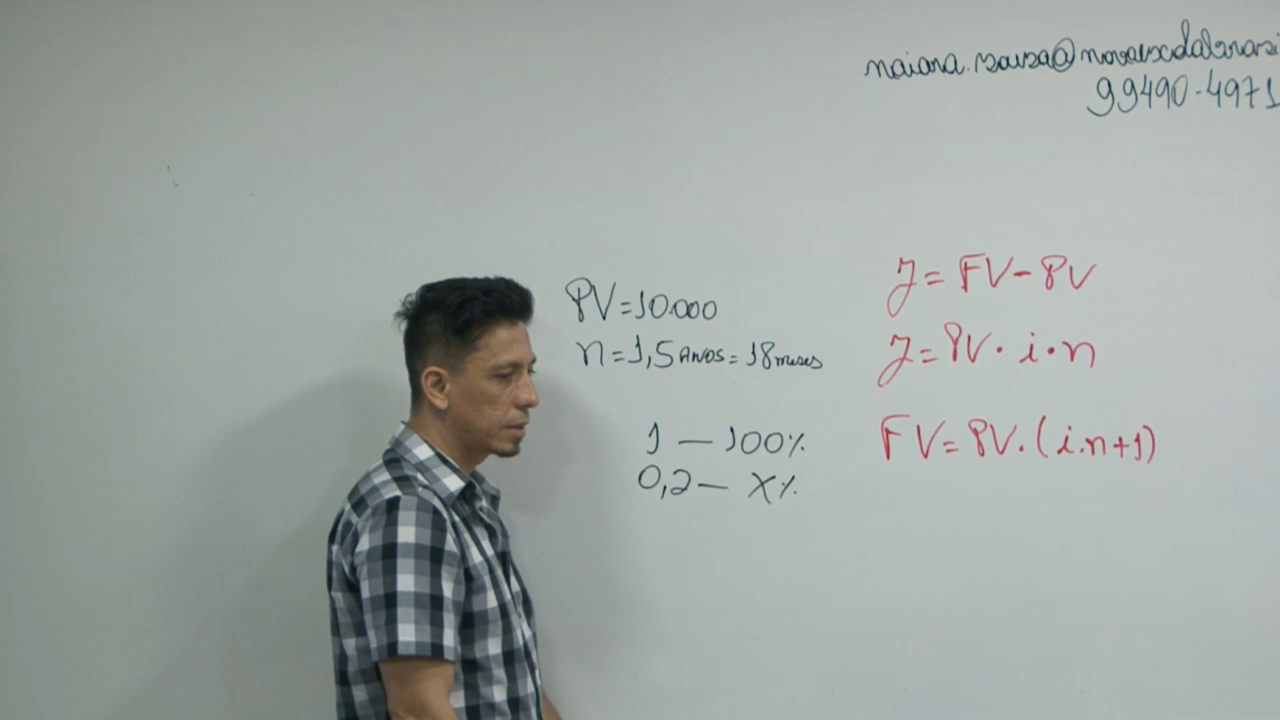 99490-4971
PV=10.000
n=1,5 ANOS=18 meses
1 — 100%
0,2 — X%
J=FV-PV
J=PV·i·n
FV=PV.(i.n+1)